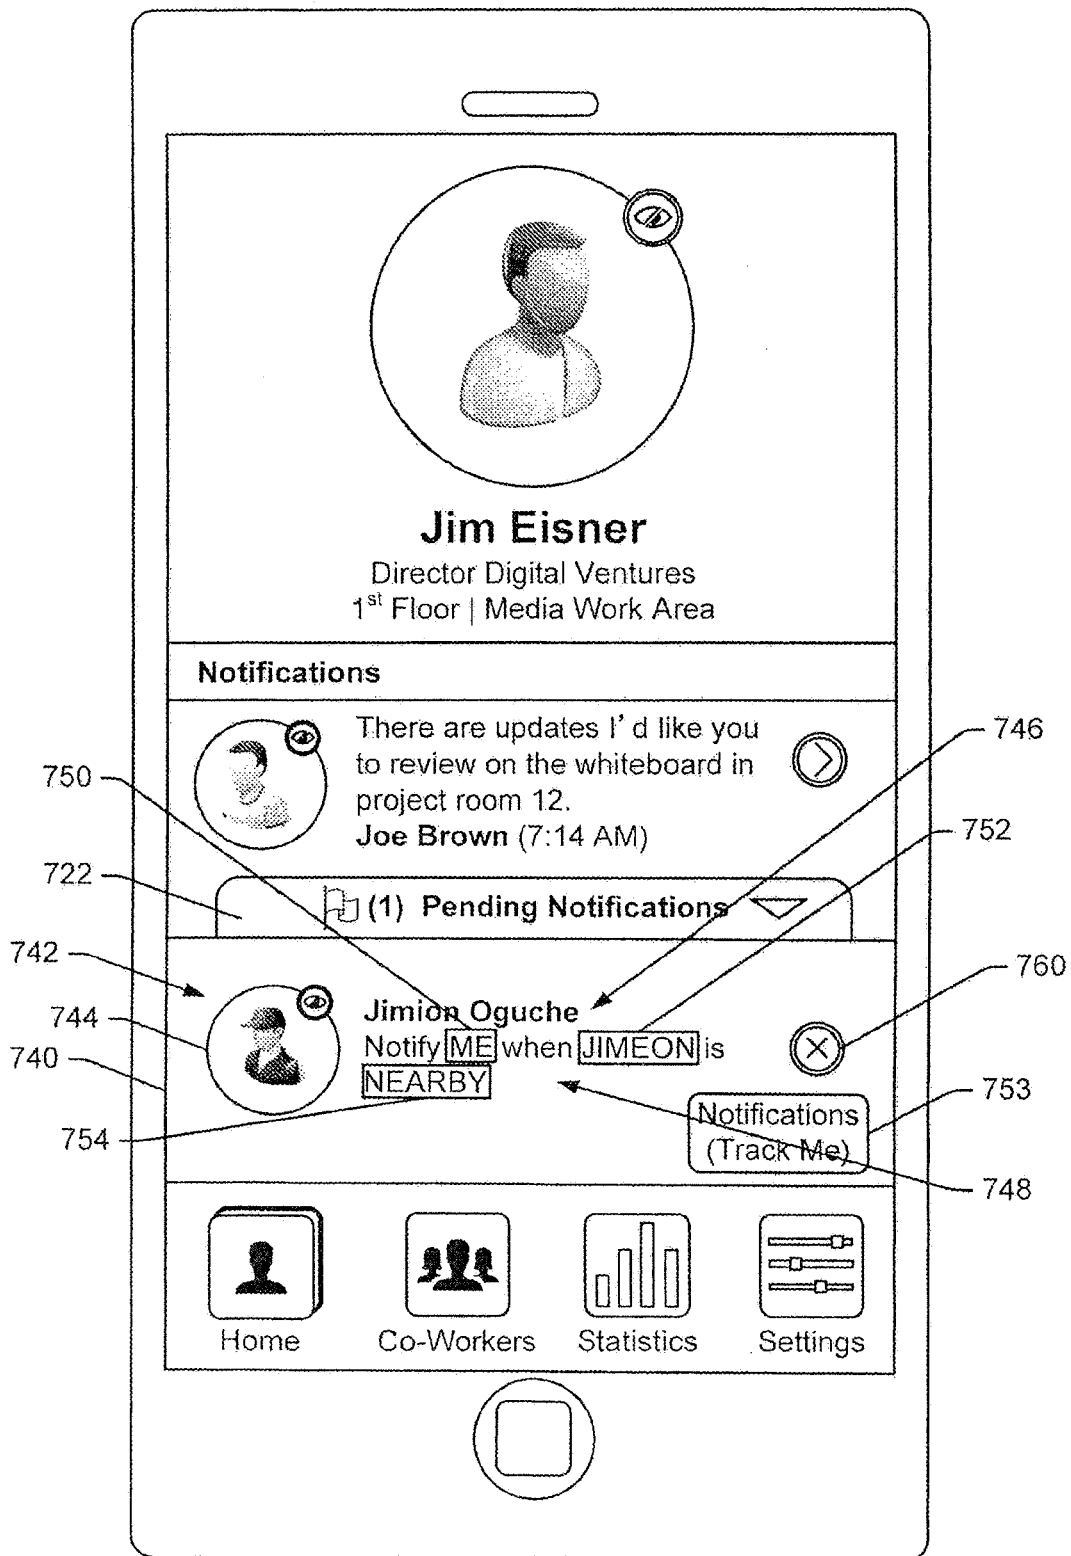 Jim Eisner
Director Digital Ventures
1st Floor | Media Work Area
Notifications
There are updates I' d like you
to review on the whiteboard in
project room 12.
Joe Brown (7:14 AM)
746
750
752
722
(1) Pending Notifications
742
760
Jimion Oguche
744
Notify ME when JIMEON is
740
NEARBY
753
Notifications
754
(Track Me)
748
Home
Co-Workers
Statistics
Settings